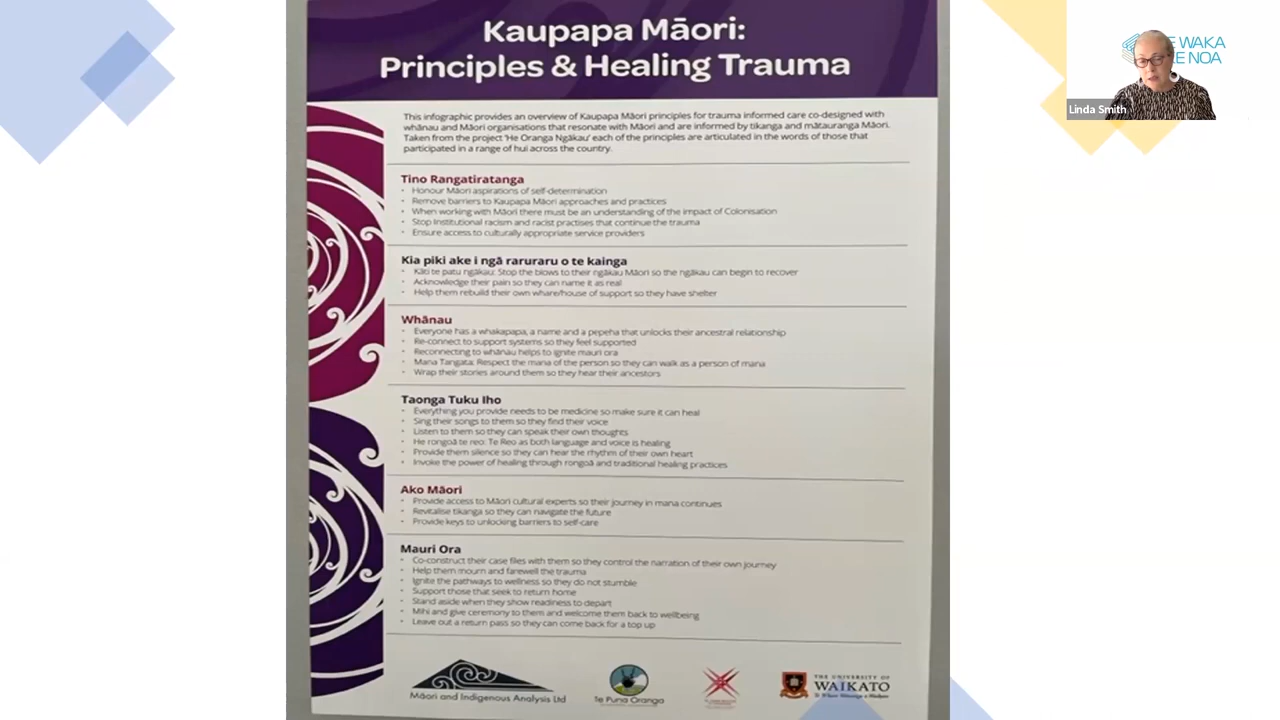 Kaupapa Māori:
Principles & Healing Trauma
This infographic provides an overview of Kaupapa Māori principles for trauma informed care co-designed with
whānau and Māori organisations that resonate with Māori and are informed by tikanga and mātauranga Māori.
Taken from the project 'He Oranga Ngākau' each of the principles are articulated in the words of those that
participated in a range of hui across the country.
Tino Rangatiratanga
• Honour Māori aspirations of self-determination
• Remove barriers to Kaupapa Māori approaches and practices
• When working with Māori there must be an understanding of the impact of Colonisation
• Stop Institutional racism and racist practises that continue the trauma
• Ensure access to culturally appropriate service providers
Kia piki ake i ngā raruraru o te kainga
• Kāti te patu ngākau: Stop the blows to their ngākau Māori so the ngākau can begin to recover
• Acknowledge their pain so they can name it as real
• Help them rebuild their own whare/house of support so they have shelter
Whānau
• Everyone has a whakapapa, a name and a pepeha that unlocks their ancestral relationship
• Re-connect to support systems so they feel supported
• Reconnecting to whānau helps to ignite mauri ora
• Mana Tangata: Respect the mana of the person so they can walk as a person of mana
• Wrap their stories around them so they hear their ancestors
Taonga Tuku Iho
• Everything you provide needs to be medicine so make sure it can heal
• Sing their songs to them so they find their voice
• Listen to them so they can speak their own thoughts
• He rongoā te reo: Te Reo as both language and voice is healing
• Provide them silence so they can hear the rhythm of their own heart
• Invoke the power of healing through rongoā and traditional healing practices
Ako Māori
• Provide access to Māori cultural experts so their journey in mana continues
• Revitalise tikanga so they can navigate the future
• Provide keys to unlocking barriers to self-care
Mauri Ora
• Co-construct their case files with them so they control the narration of their own journey
• Help them mourn and farewell the trauma
• Ignite the pathways to wellness so they do not stumble
• Support those that seek to return home
• Stand aside when they show readiness to depart
• Mihi and give ceremony to them and welcome them back to wellbeing
• Leave out a return pass so they can come back for a top up
Māori and Indigenous Analysis Ltd
Te Puna Oranga
THE UNIVERSITY OF
WAIKATO
Te Whare Wānanga o Waikato
E WAKA
E NOA
Linda Smith